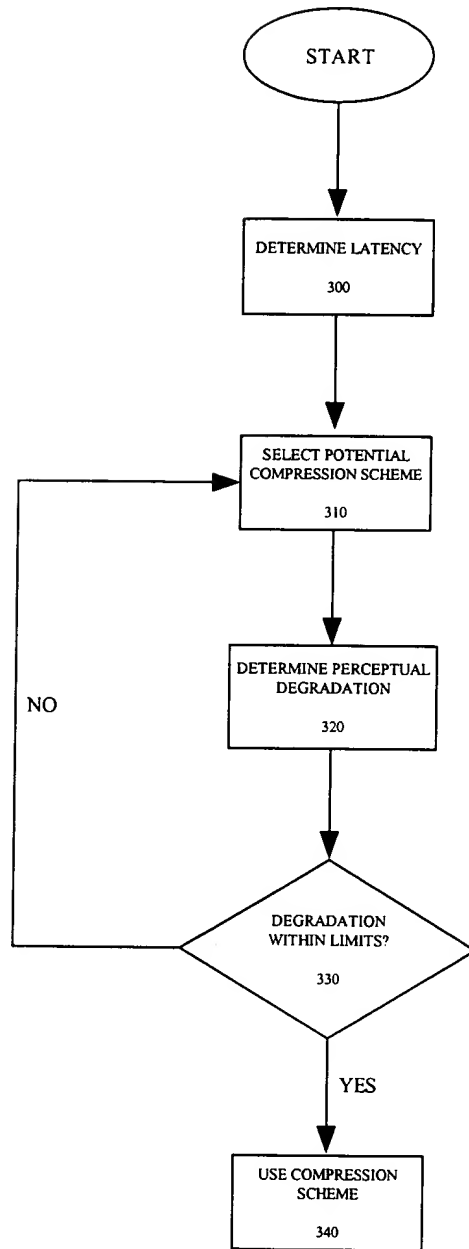 START
DETERMINE LATENCY
300
SELECT POTENTIAL
COMPRESSION SCHEME
310
DETERMINE PERCEPTUAL
DEGRADATION
320
NO
DEGRADATION
WITHIN LIMITS?
330
YES
USE COMPRESSION
SCHEME
340